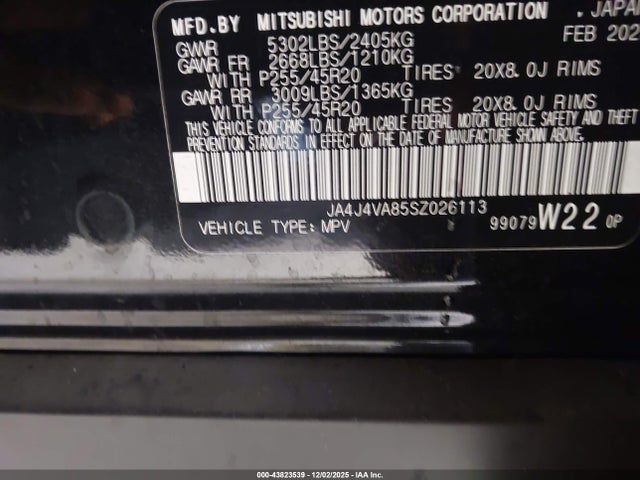 MFD.BY MITSUBISHI MOTORS CORPORATION . JAPAN
FEB 202
GVWR 5302LBS/2405KG
GAWR FR 2668LBS/1210KG
WITH P255/45R20 TIRES 20X8.0J RIMS
GAWR RR 3009LBS/1365KG
WITH P255/45R20 TIRES 20X8.0J RIMS
THIS VEHICLE CONFORMS TO ALL APPLICABLE FEDERAL MOTOR VEHICLE SAFETY AND THEFT
PREVENTION STANDARDS IN EFFECT ON THE DATE OF MANUFACTURE SHOWN ABOVE.
JA4J4VA85SZ026113
VEHICLE TYPE: MPV 99079 W22 0P
000-43823539 - 12/02/2025 - IAA Inc.